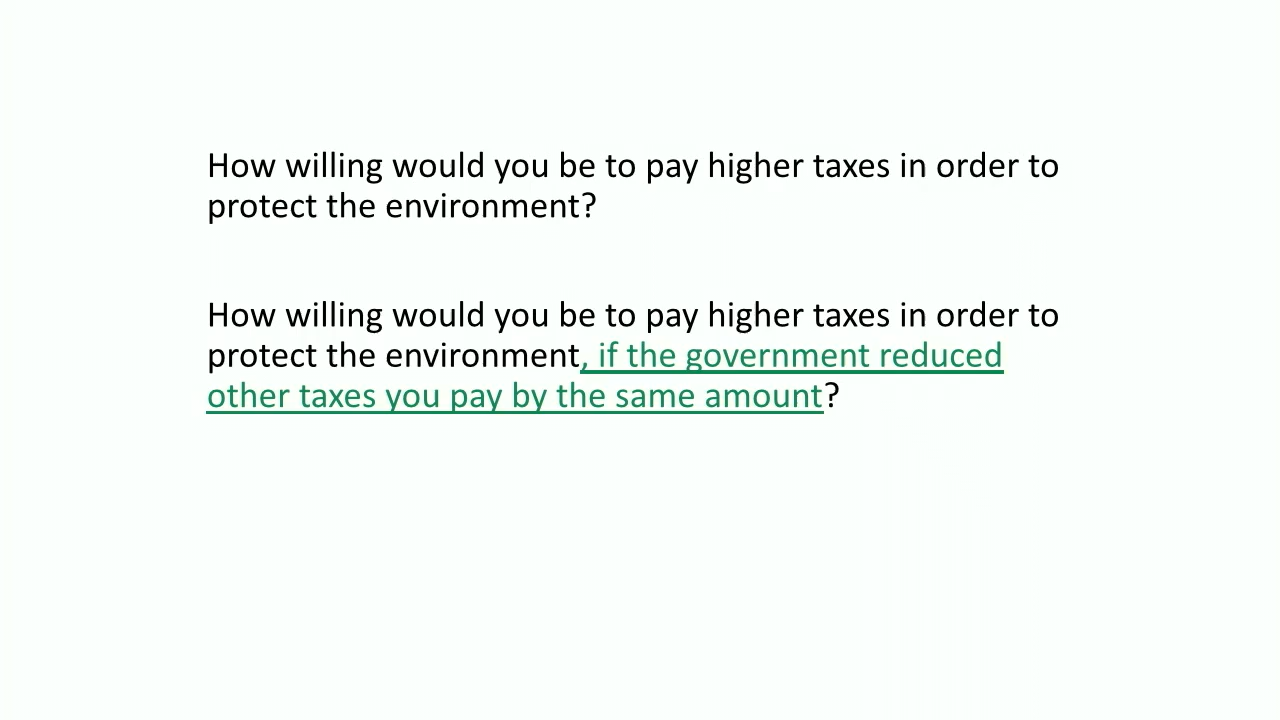 How willing would you be to pay higher taxes in order to
protect the environment?
How willing would you be to pay higher taxes in order to
protect the environment, if the government reduced
other taxes you pay by the same amount?